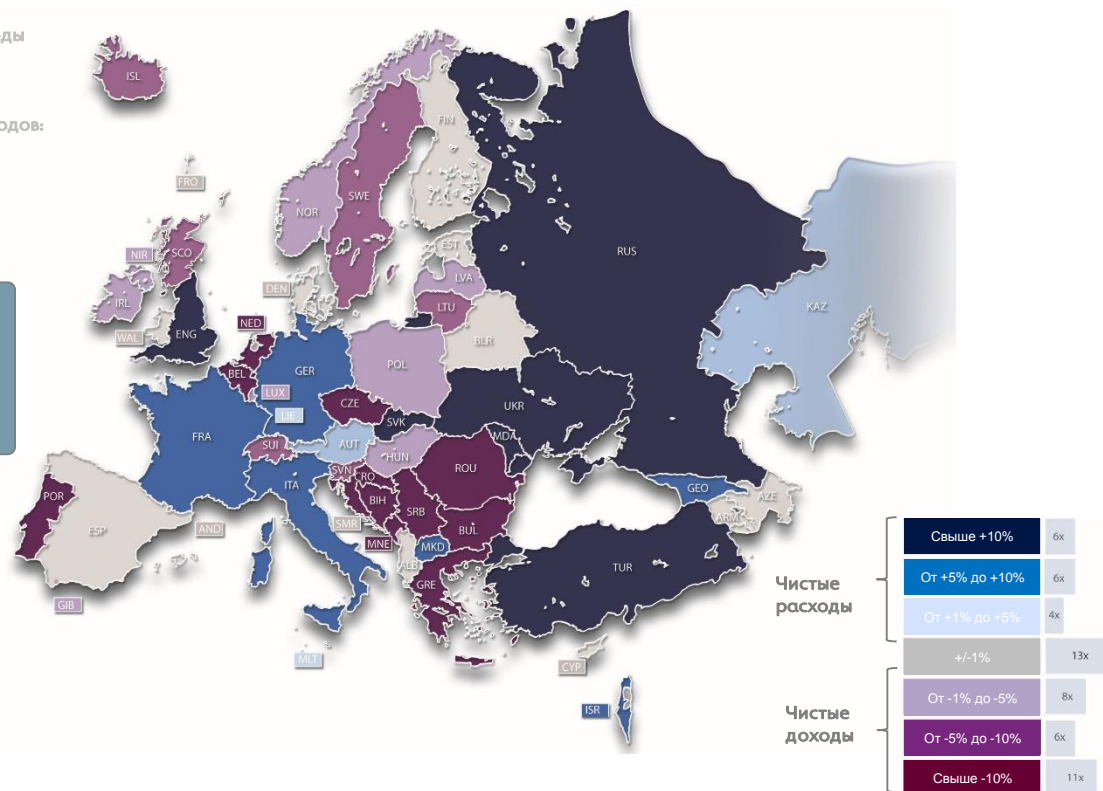 оды
одов:
ISL
FIN
FRO
SWE
NOR
RUS
NIR
SCO
EST
LVA
IRL
DEN
LTU
KAZ
WAL
ENG
NED
BLR
BEL
GER
POL
LUX
CZE
UKR
LIE
SVK
FRA
SUI
AUT
MDA
HUN
SVN
RO
ROU
ITA
GEO
POR
BIH
SRB
AZE
ESP
AND
SMR
BUL
ARM
MNE
MKD
ALB
TUR
GRE
GIB
MLT
CYP
ISR
Чистые
расходы
Свыше +10% 6x
От +5% до +10% 6x
От +1% до +5% 4x
+/-1% 13x
Чистые
доходы
От -1% до -5% 8x
От -5% до -10% 6x
Свыше -10% 11x